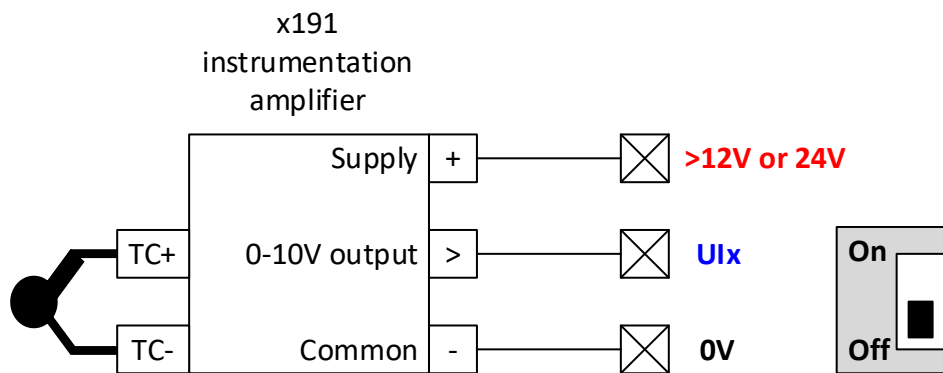 x191
instrumentation
amplifier
Supply + >12V or 24V
TC+ 0-10V output > UIx
TC- Common - 0V
On
Off